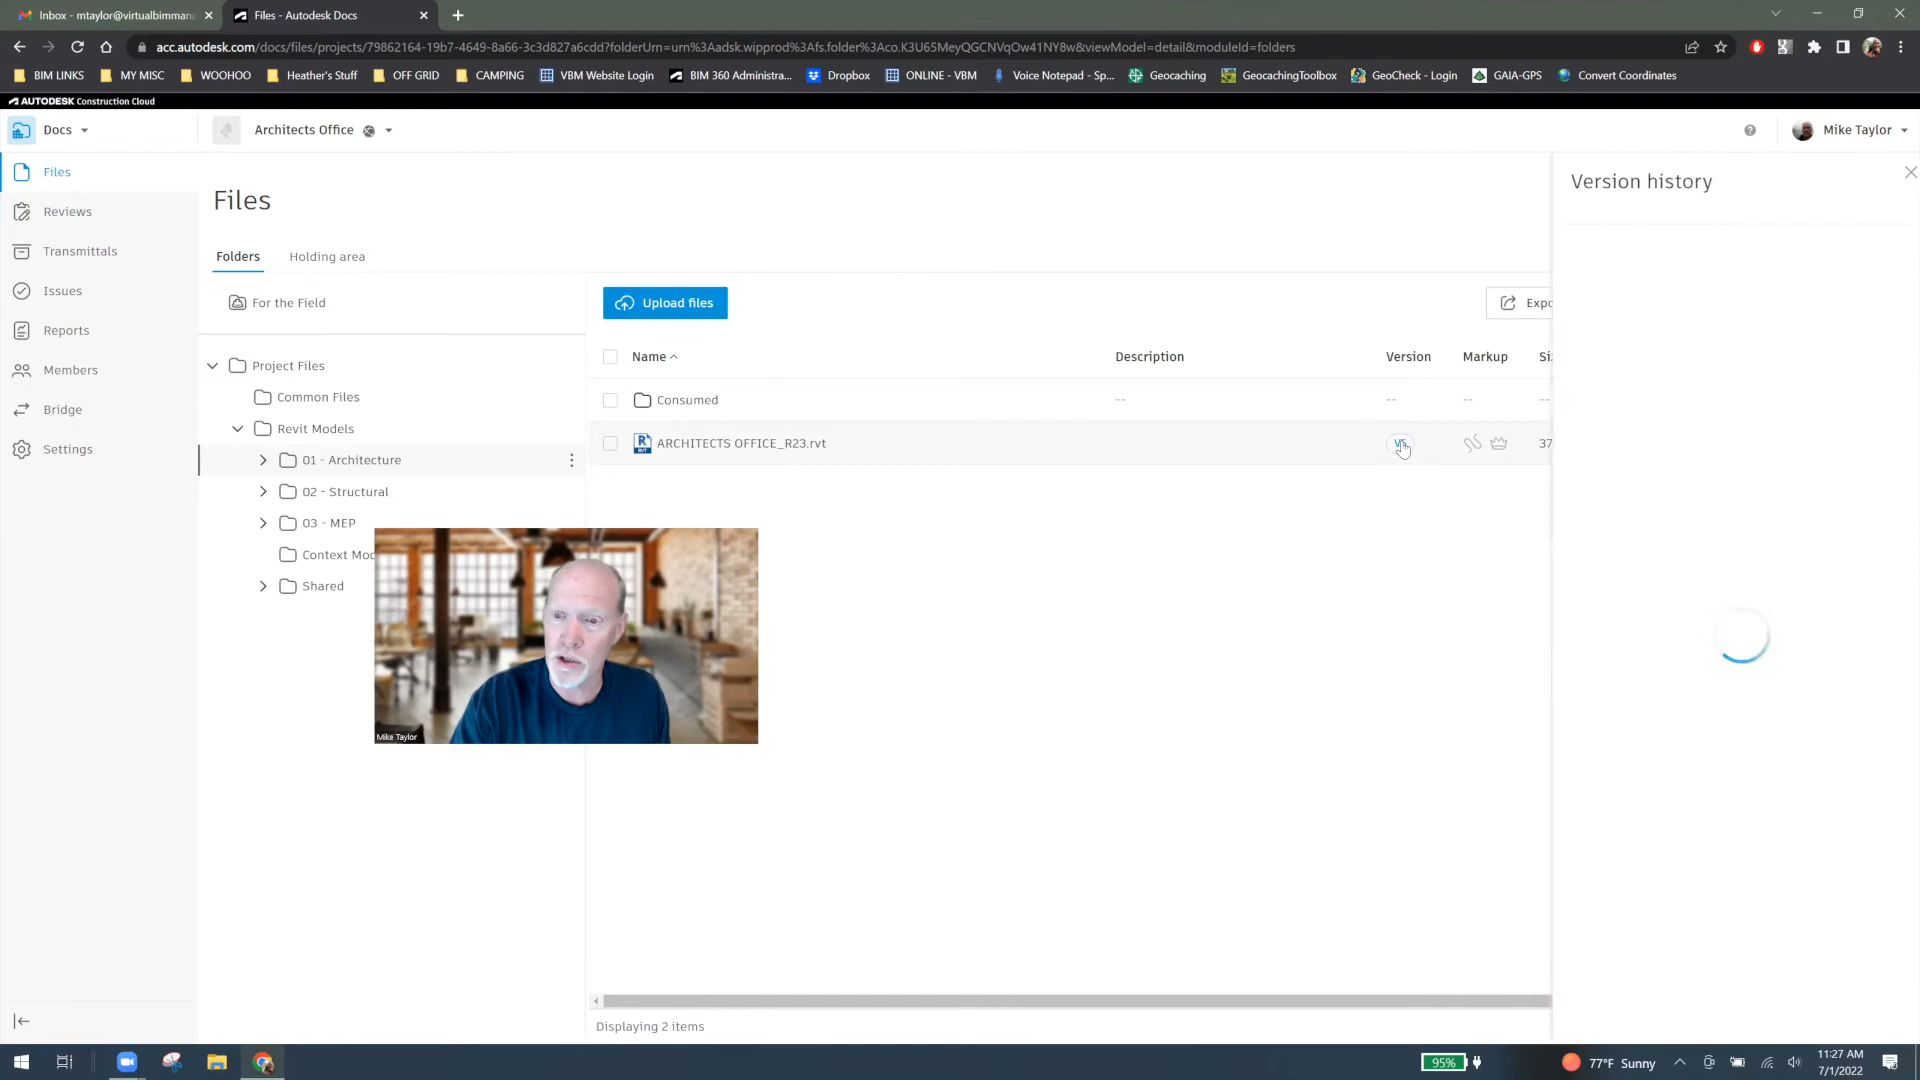 Inbox - mtaylor@virtualbimmana
Files - Autodesk Docs
acc.autodesk.com/docs/files/projects/79862164-19b7-4649-8a66-3c3d827a6cdd?folderUrn=urn%3Aadsk.wipprod%3Afs.folder%3Aco.K3U65MeyQGCNVqOw41NY8w&viewModel=detail&moduleId=folders
BIM LINKS MY MISC WOOHOO Heather's Stuff OFF GRID CAMPING VBM Website Login BIM 360 Administra... Dropbox ONLINE - VBM Voice Notepad - Sp... Geocaching GeocachingToolbox GeoCheck - Login GAIA-GPS Convert Coordinates
AUTODESK Construction Cloud
Docs Architects Office Mike Taylor
Files
Reviews
Transmittals
Issues
Reports
Members
Bridge
Settings
Files
Folders Holding area
For the Field
Project Files
Common Files
Revit Models
01 - Architecture
02 - Structural
03 - MEP
Context Mod
Shared
Upload files Expo
Name Description Version Markup Si
Consumed -- -- -- --
ARCHITECTS OFFICE_R23.rvt 37
Version history
Mike Taylor
Displaying 2 items
95% 77°F Sunny 11:27 AM
7/1/2022